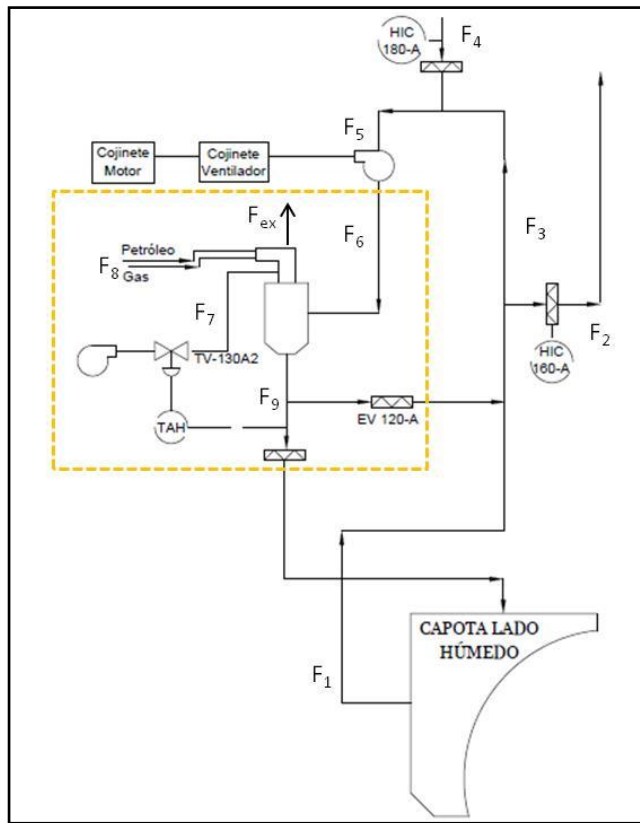 HIC
180-A
F4
F5
Cojinete
Motor
Cojinete
Ventilador
Fex
F6
F3
Petróleo
F8
Gas
F7
F2
TV-130A2
HIC
160-A
F9
EV 120-A
TAH
CAPOTA LADO
HÚMEDO
F1